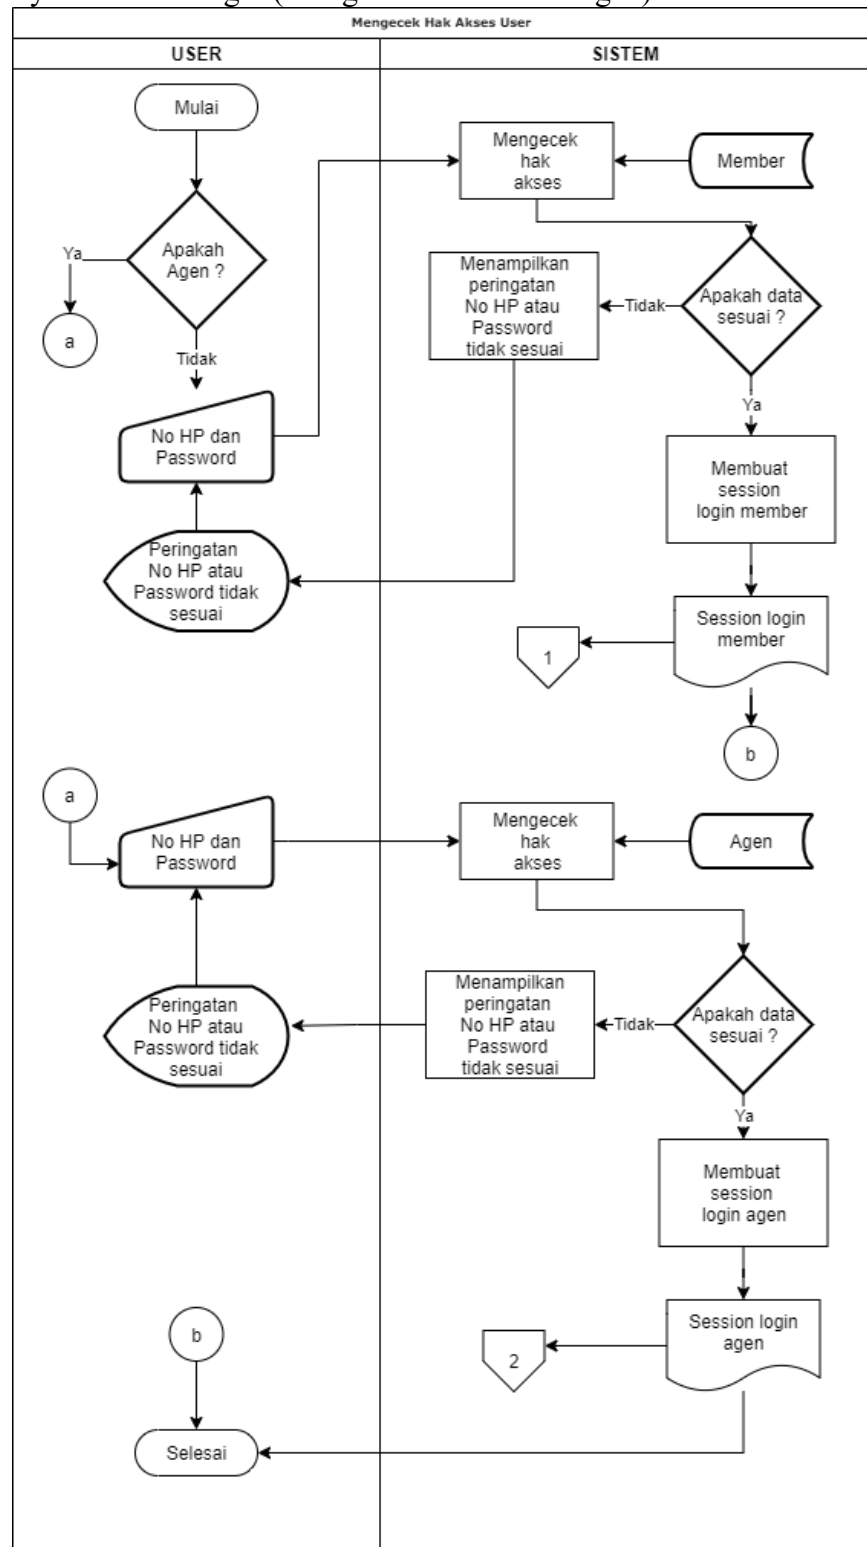 Mengecek Hak Akses User
USER
SISTEM
Mulai
Mengecek
hak
akses
Member
Apakah
Agen ?
Ya
a
Tidak
Menampilkan
peringatan
No HP atau
Password
tidak sesuai
Tidak
Apakah data
sesuai ?
Ya
No HP dan
Password
Membuat
session
login member
Peringatan
No HP atau
Password tidak
sesuai
Session login
member
1
b
a
No HP dan
Password
Mengecek
hak
akses
Agen
Peringatan
No HP atau
Password tidak
sesuai
Menampilkan
peringatan
No HP atau
Password
tidak sesuai
Tidak
Apakah data
sesuai ?
Ya
Membuat
session
login agen
Session login
agen
2
b
Selesai